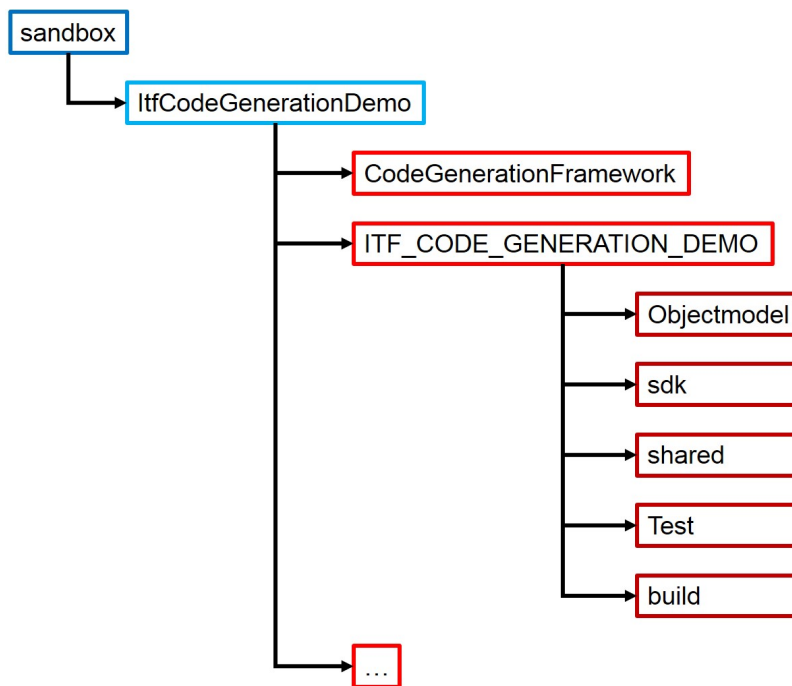 sandbox
ItfCodeGenerationDemo
CodeGenerationFramework
ITF_CODE_GENERATION_DEMO
Objectmodel
sdk
shared
Test
build
...